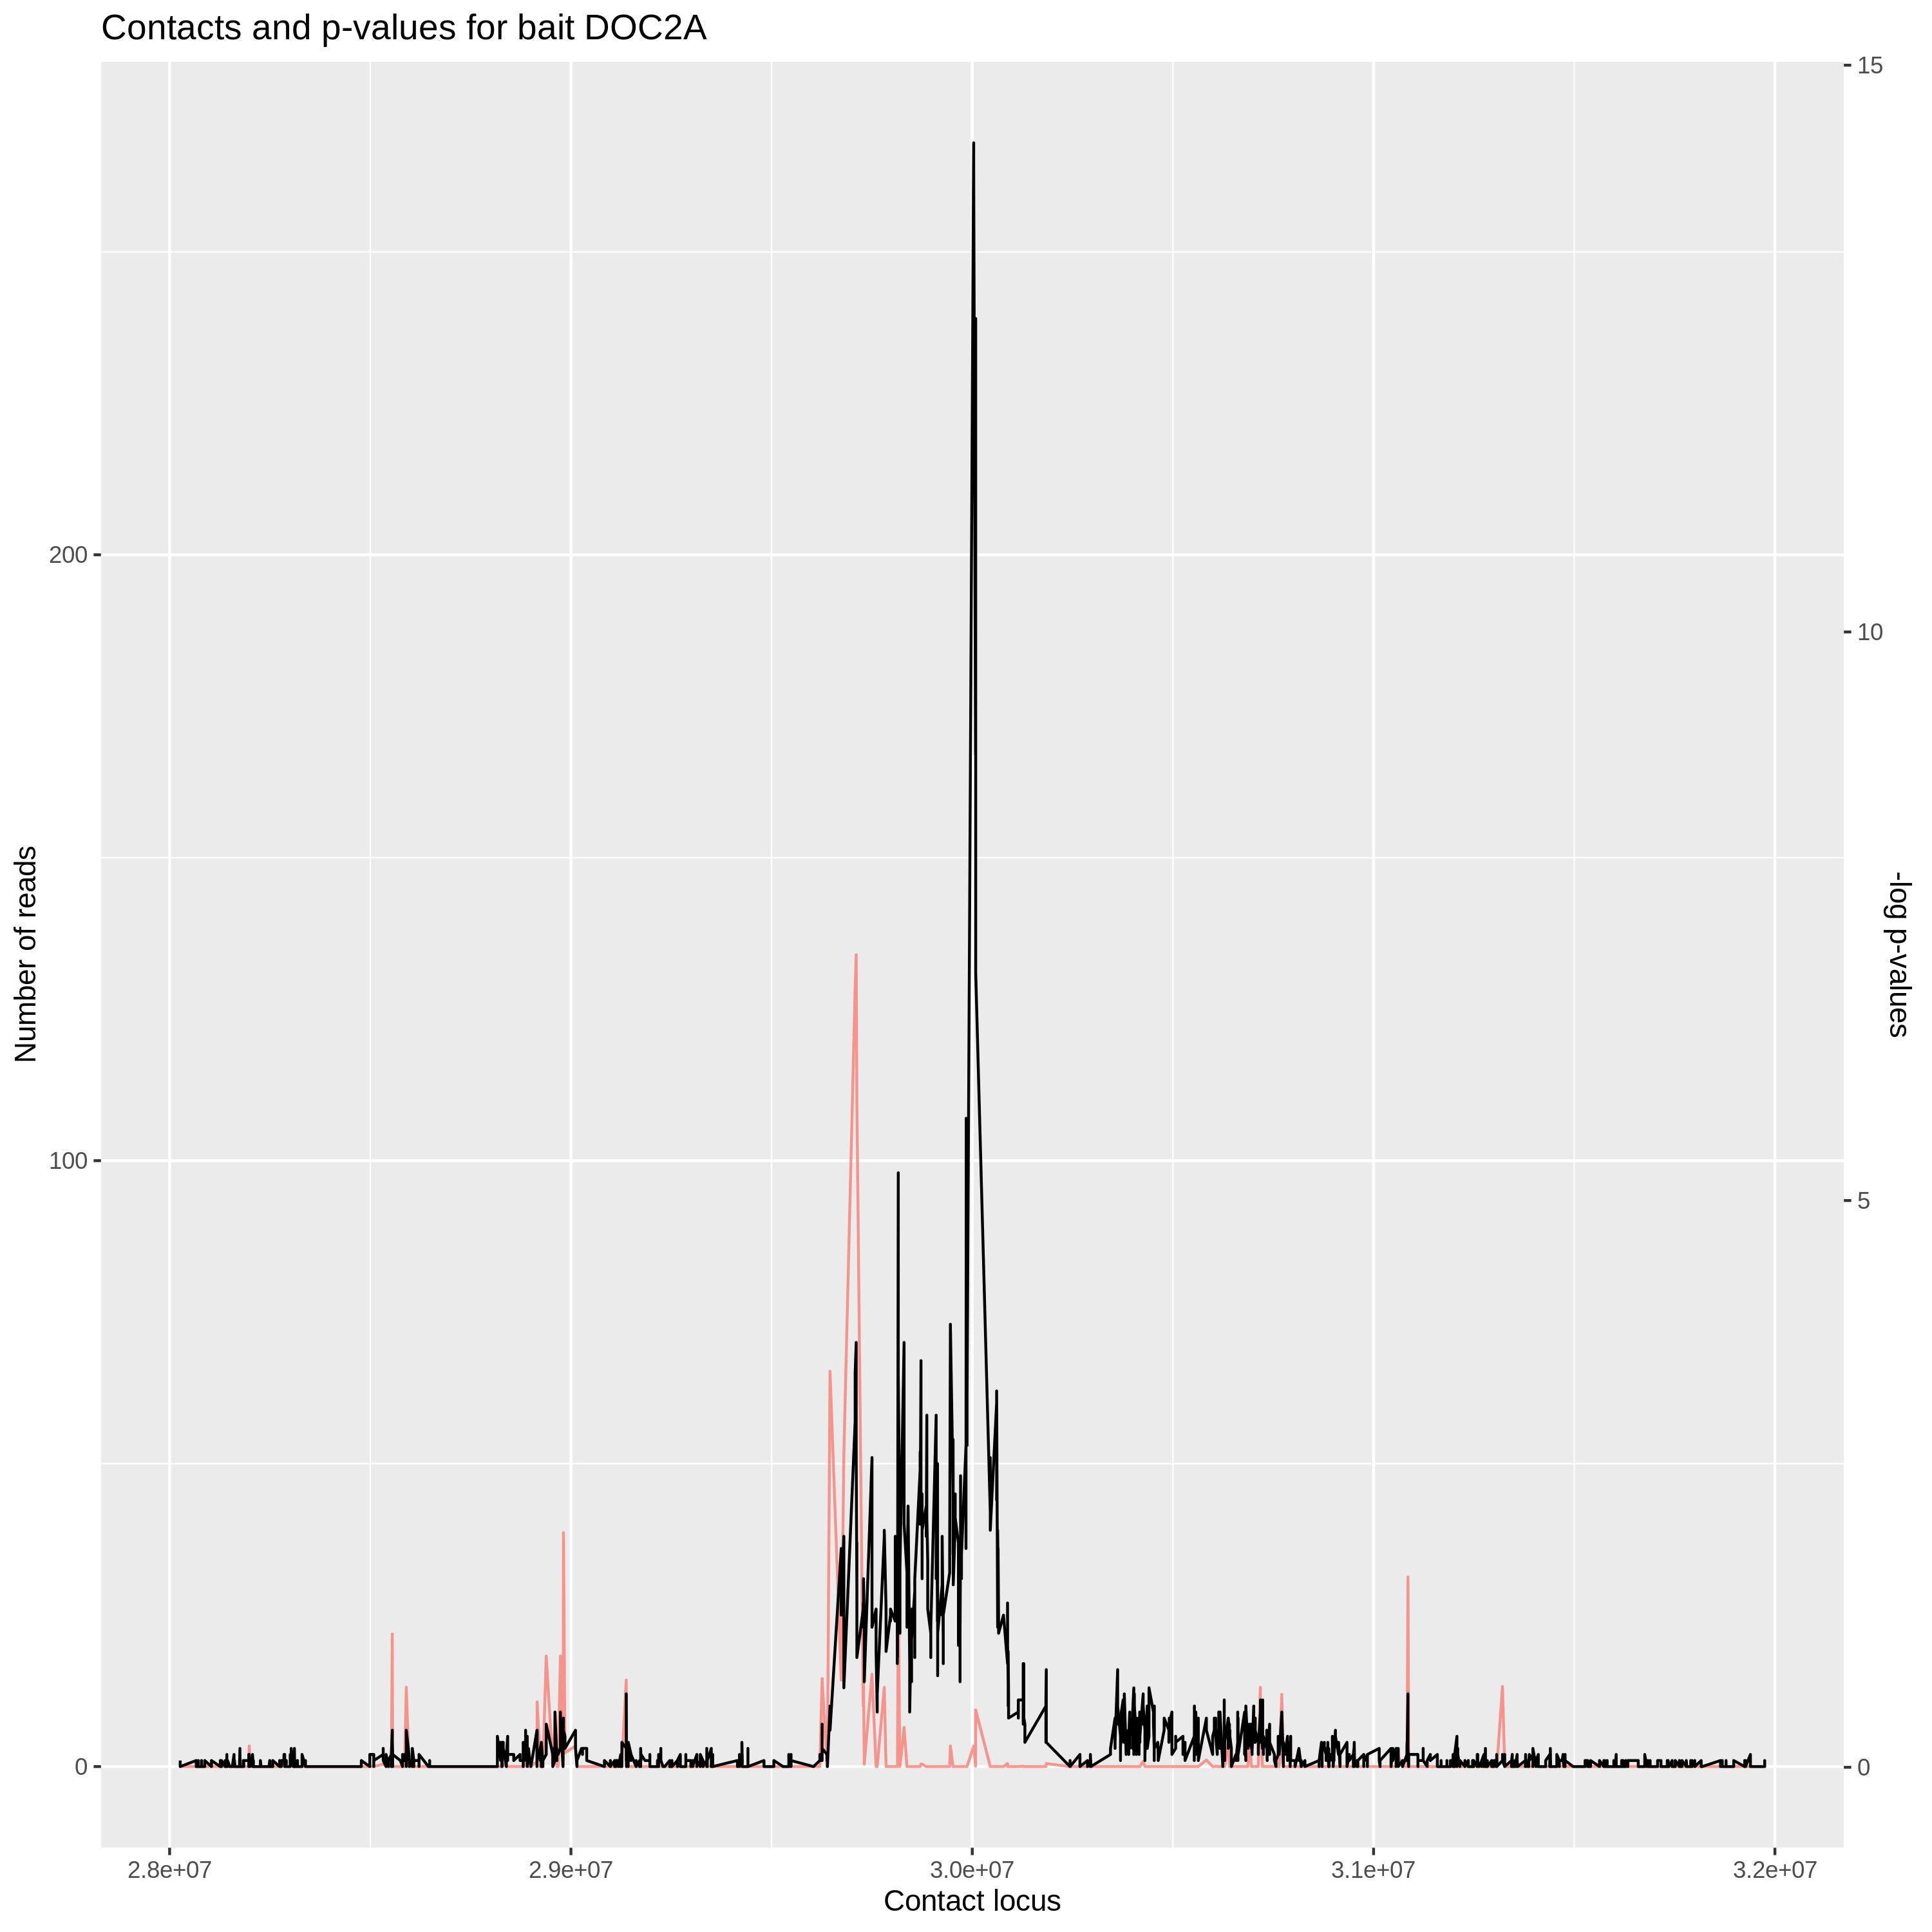 Contacts and p-values for bait DOC2A
15
200
10
Number of reads
-log p-values
100
5
0
0
2.8e+07
2.9e+07
3.0e+07
3.1e+07
3.2e+07
Contact locus